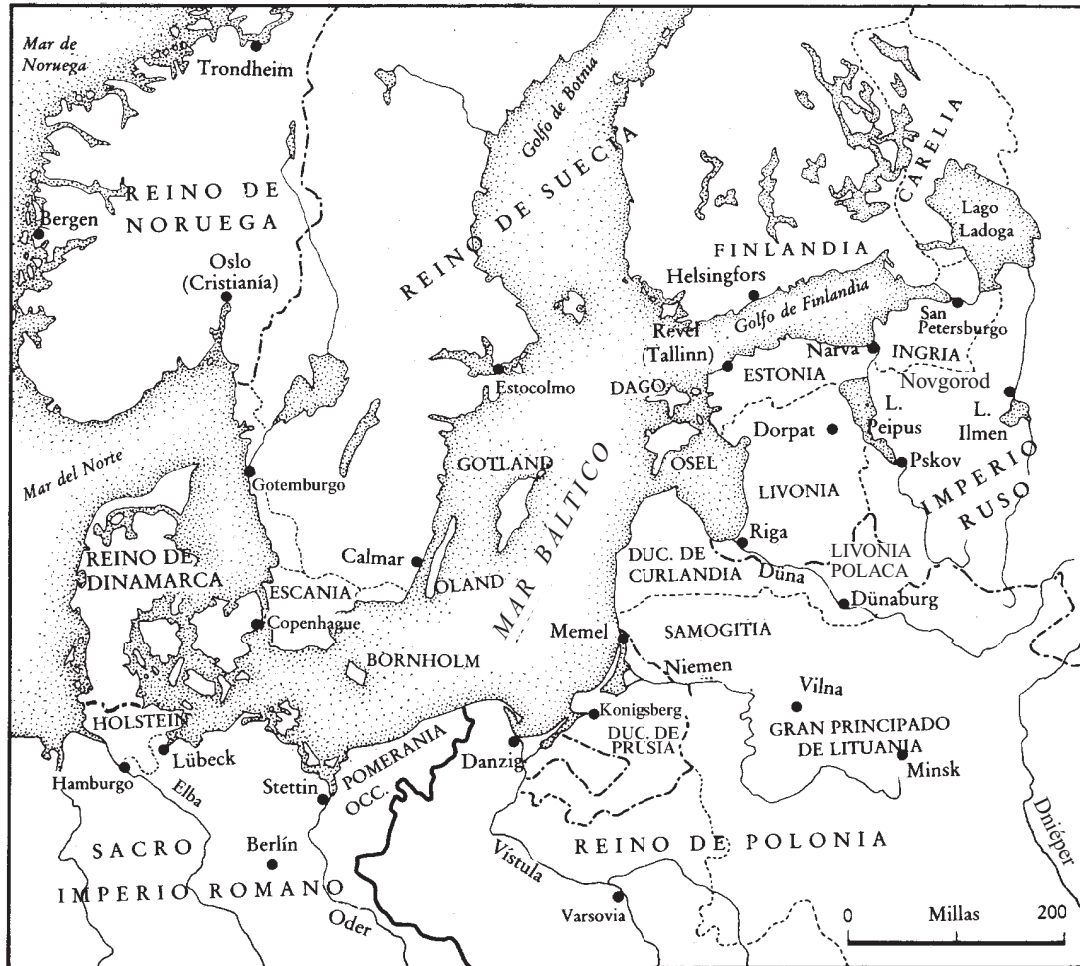 Mar de
Noruega
Trondheim
Golfo de Botnia
REINO DE SUECIA
CARELIA
REINO DE
NORUEGA
Bergen
Lago
Ladoga
FINLANDIA
Oslo
(Cristianía)
Helsingfors
Golfo de Finlandia
San
Petersburgo
Revel
(Tallinn)
Narva
INGRIA
ESTONIA
Estocolmo
DAGO
Novgorod
L.
Peipus
L.
Ilmen
Dorpat
Mar del Norte
GOTLAND
OSEL
Pskov
IMPERIO
RUSO
Gotemburgo
MAR BÁLTICO
LIVONIA
Riga
REINO DE
DINAMARCA
Calmar
OLAND
DUC. DE
CURLANDIA
Düna
LIVONIA
POLACA
ESCANIA
Dünaburg
Copenhague
Memel
SAMOGITIA
BORNHOLM
Niemen
Vilna
HOLSTEIN
Konigsberg
DUC. DE
PRUSIA
GRAN PRINCIPADO
DE LITUANIA
Lübeck
POMERANIA
OCC.
Danzig
Minsk
Hamburgo
Elba
Stettin
Dniéper
SACRO
IMPERIO ROMANO
Berlín
REINO DE POLONIA
Vístula
Oder
Varsovia
0 Millas 200